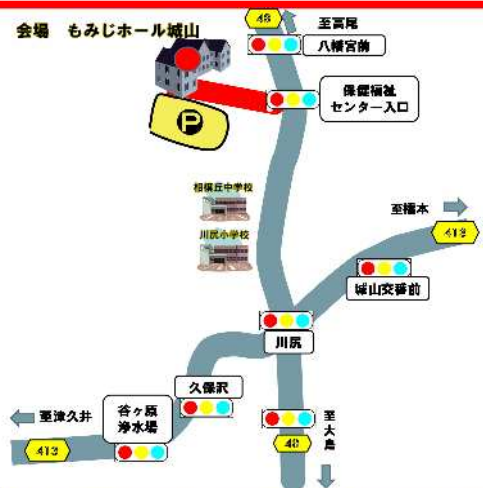 会場 もみじホール城山
48
至高尾
八幡宮前
保健福祉
センター入口
P
相模丘中学校
川尻小学校
至橋本
413
城山交番前
川尻
久保沢
至津久井
谷ヶ原
浄水場
413
48
至大島